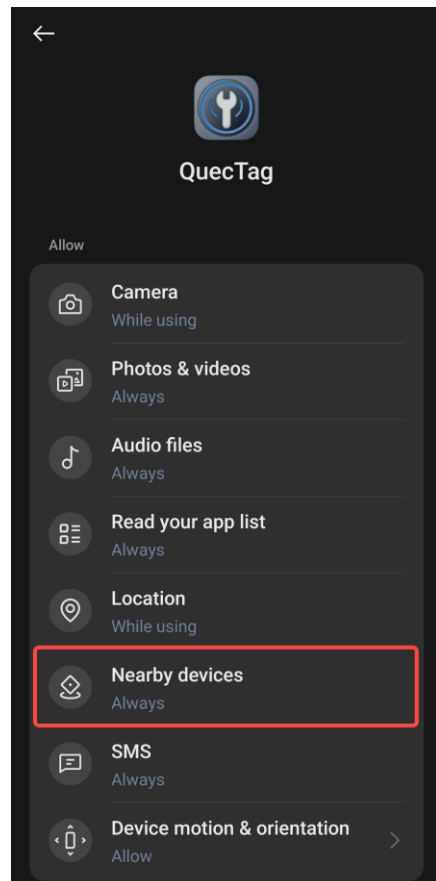 QuecTag
Allow
Camera
While using
Photos & videos
Always
Audio files
Always
Read your app list
Always
Location
While using
Nearby devices
Always
SMS
Always
Device motion & orientation
Allow